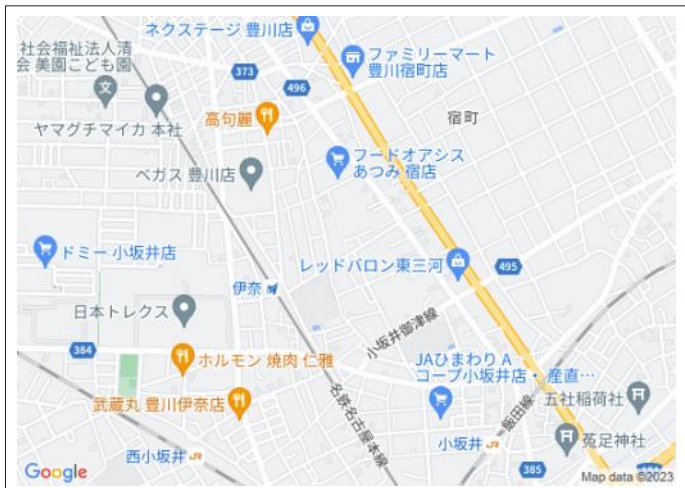 ネクステージ 豊川店
社会福祉法人清
会 美園こども園
ファミリーマート
豊川宿町店
373
496
宿町
高句麗
ヤマグチマイカ 本社
フードオアシス
あつみ 宿店
ベガス 豊川店
ドミー 小坂井店
レッドバロン東三河
495
伊奈
日本トレクス
小坂井御津線
384
ホルモン 焼肉 仁雅
JAひまわり A
コープ小坂井店・ 産直…
名鉄名古屋本線
飯田線
武蔵丸 豊川伊奈店
五社稲荷社
小坂井
菟足神社
西小坂井
385
Google
Map data ©2023